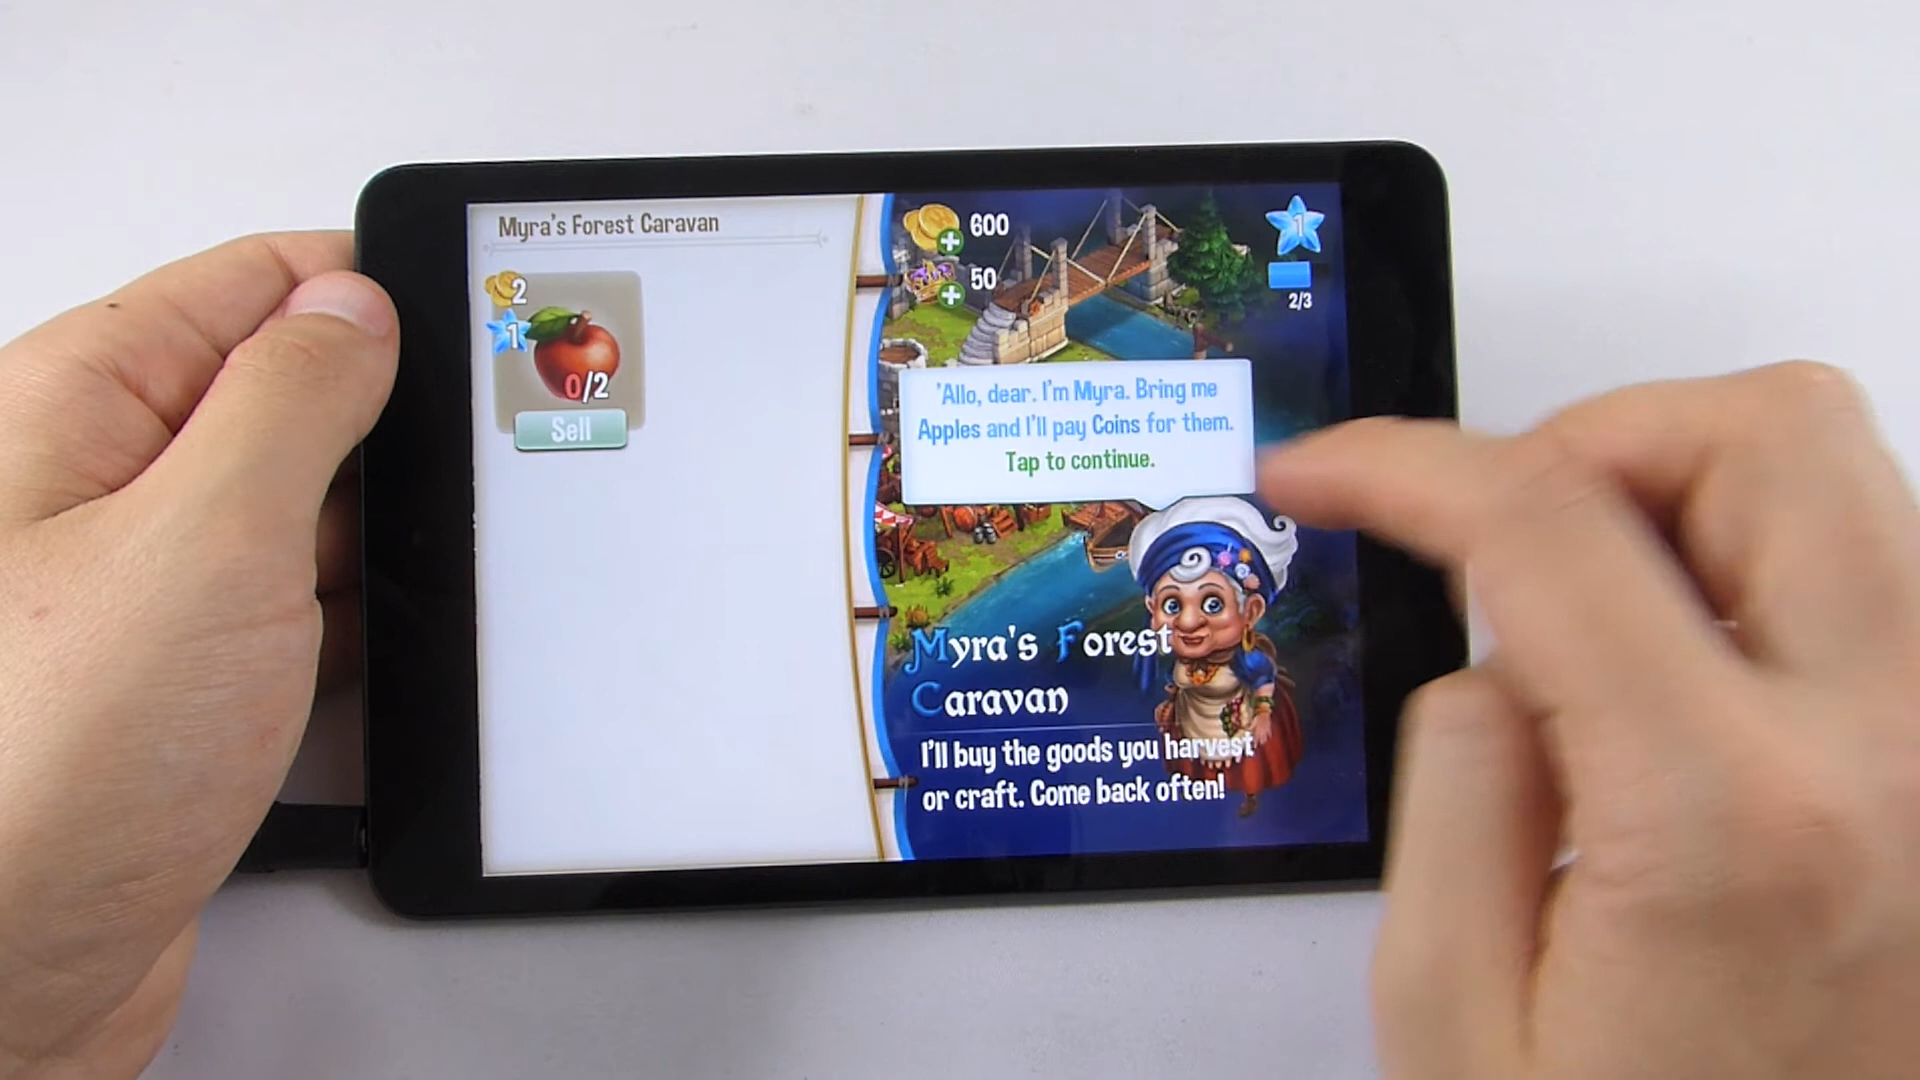 Myra's Forest Caravan
2
1
0/2
Sell
600
50
1
2/3
'Allo, dear. I'm Myra. Bring me
Apples and I'll pay Coins for them.
Tap to continue.
Myra's Forest
Caravan
I'll buy the goods you harvest
or craft. Come back often!